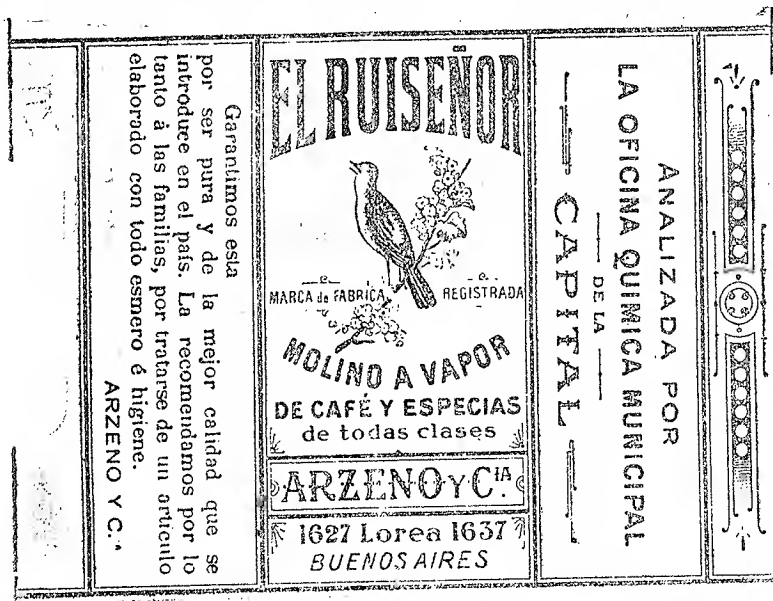 Garantimos esta
por ser pura y de la mejor calidad que se
introduce en el país. La recomendamos por lo
tanto á las familias, por tratarse de un articulo
elaborado con todo esmero é higiene.
ARZENO Y C.ᴬ
EL RUISEÑOR
MARCA de FABRICA REGISTRADA
MOLINO A VAPOR
DE CAFÉ Y ESPECIAS
de todas clases
ARZENO Y Cᴵᴬ.
1627 Lorea 1637
BUENOS AIRES
ANALIZADA POR
LA OFICINA QUIMICA MUNICIPAL
DE LA
CAPITAL